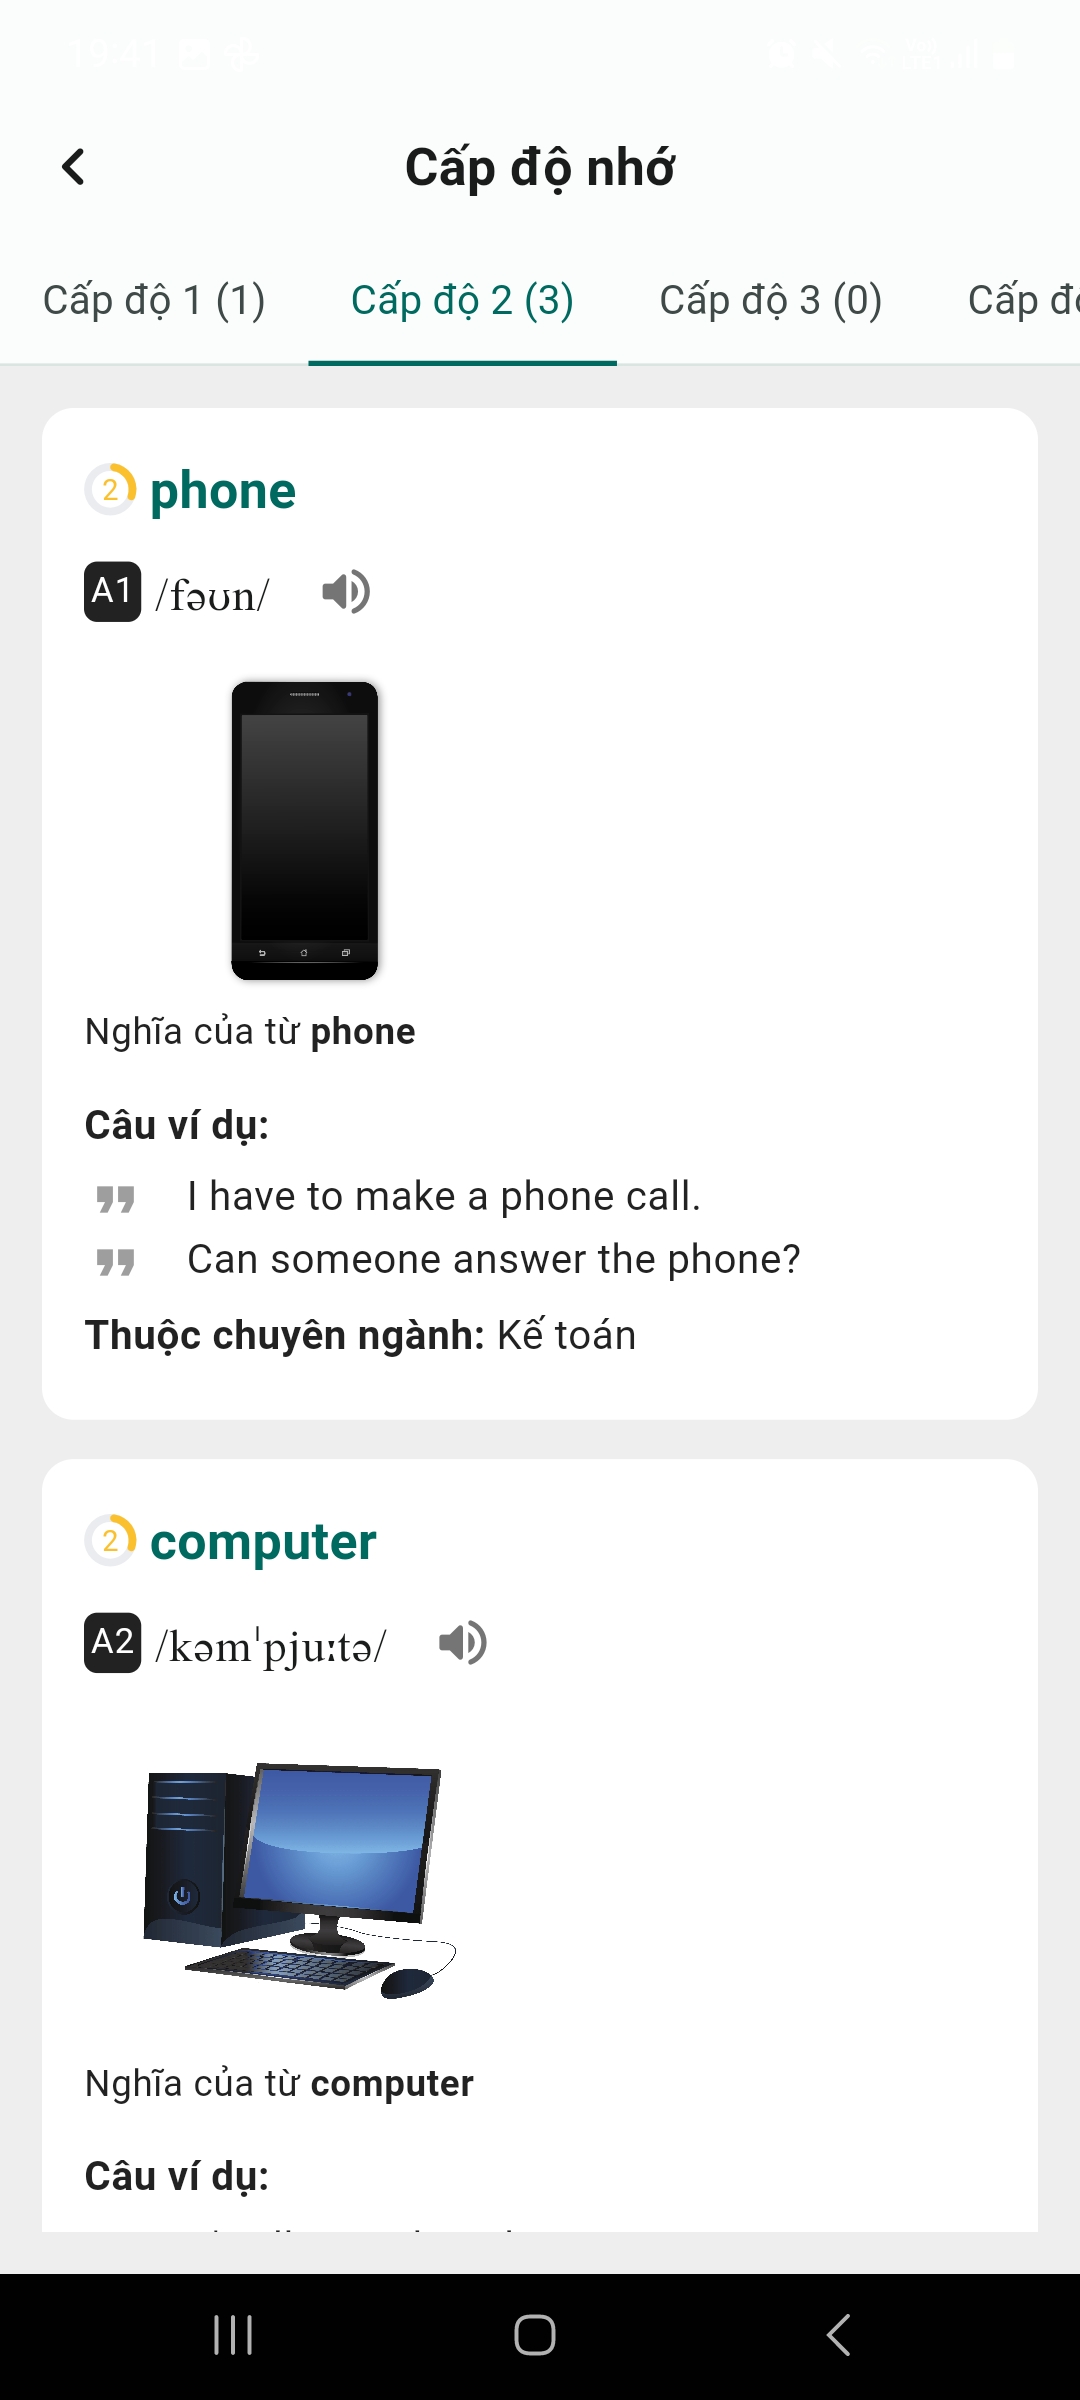 19:41
Cấp độ nhớ
Cấp độ 1 (1) Cấp độ 2 (3) Cấp độ 3 (0) Cấp
2 phone
A1 /fəʊn/
Nghĩa của từ phone
Câu ví dụ:
I have to make a phone call.
Can someone answer the phone?
Thuộc chuyên ngành: Kế toán
2 computer
A2 /kəmˈpjuːtə/
Nghĩa của từ computer
Câu ví dụ: